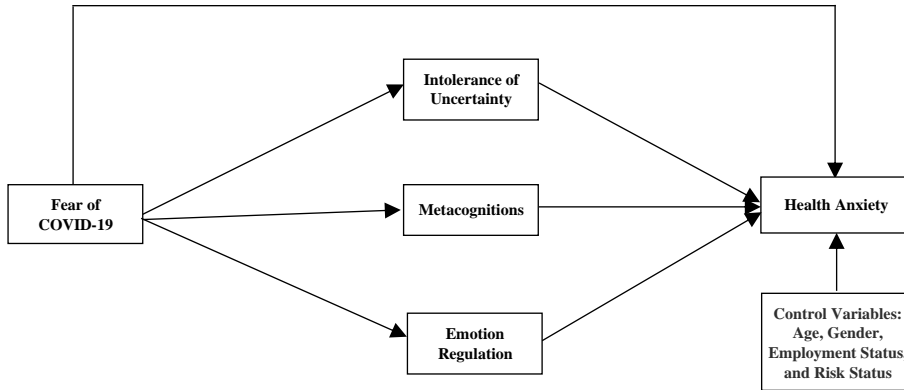 Intolerance of
Uncertainty
Fear of
COVID-19
Metacognitions
Health Anxiety
Emotion
Regulation
Control Variables:
Age, Gender,
Employment Status,
and Risk Status